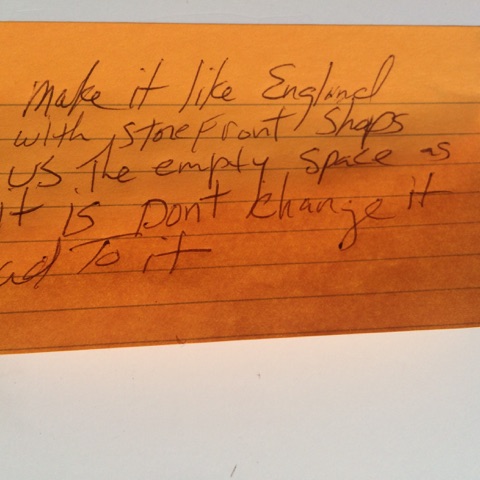 Make it like England
with storefront shops
us the empty space as
it is Dont change it
ad to it